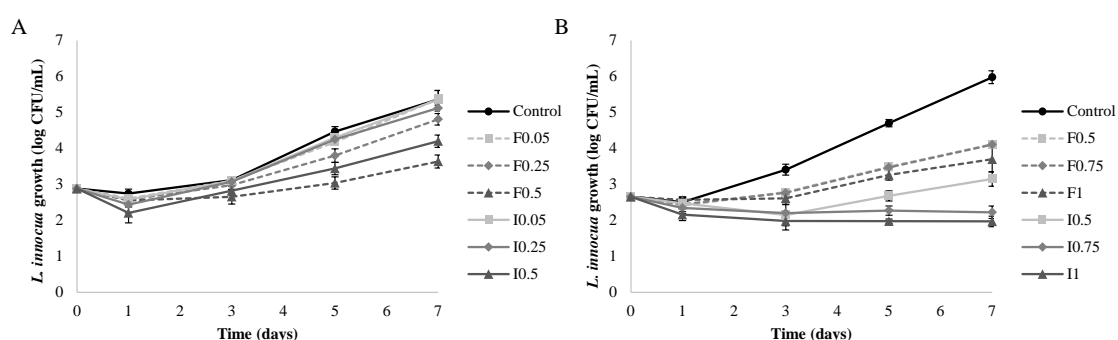 A
L. innocua growth (log CFU/mL)
7
6
5
4
3
2
1
0
0 1 2 3 4 5 6 7
Time (days)
Control
F0.05
F0.25
F0.5
I0.05
I0.25
I0.5
B
L. innocua growth (log CFU/mL)
7
6
5
4
3
2
1
0
0 1 2 3 4 5 6 7
Time (days)
Control
F0.5
F0.75
F1
I0.5
I0.75
I1